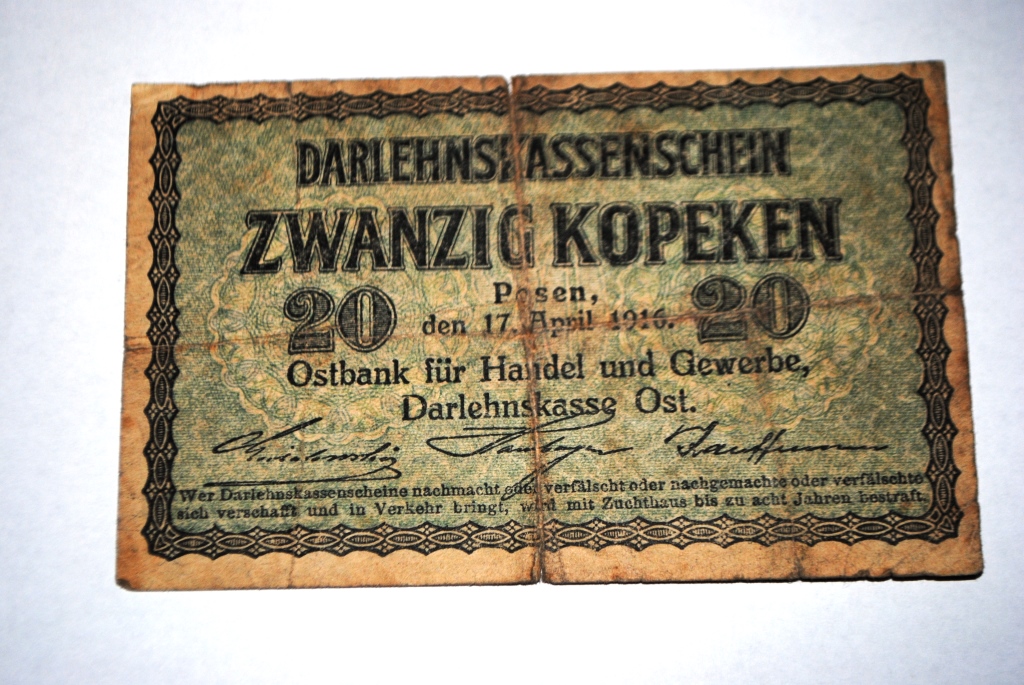 DARLEHNSKASSENSCHEIN
ZWANZIG KOPEKEN
20 Posen, 20
den 17. April 1916.
Ostbank für Handel und Gewerbe,
Darlehnskasse Ost.
Kauffmann
Wer Darlehnskassenscheine nachmacht oder verfälscht oder nachgemachte oder verfälschte
sich verschafft und in Verkehr bringt, wird mit Zuchthaus bis zu acht Jahren bestraft.